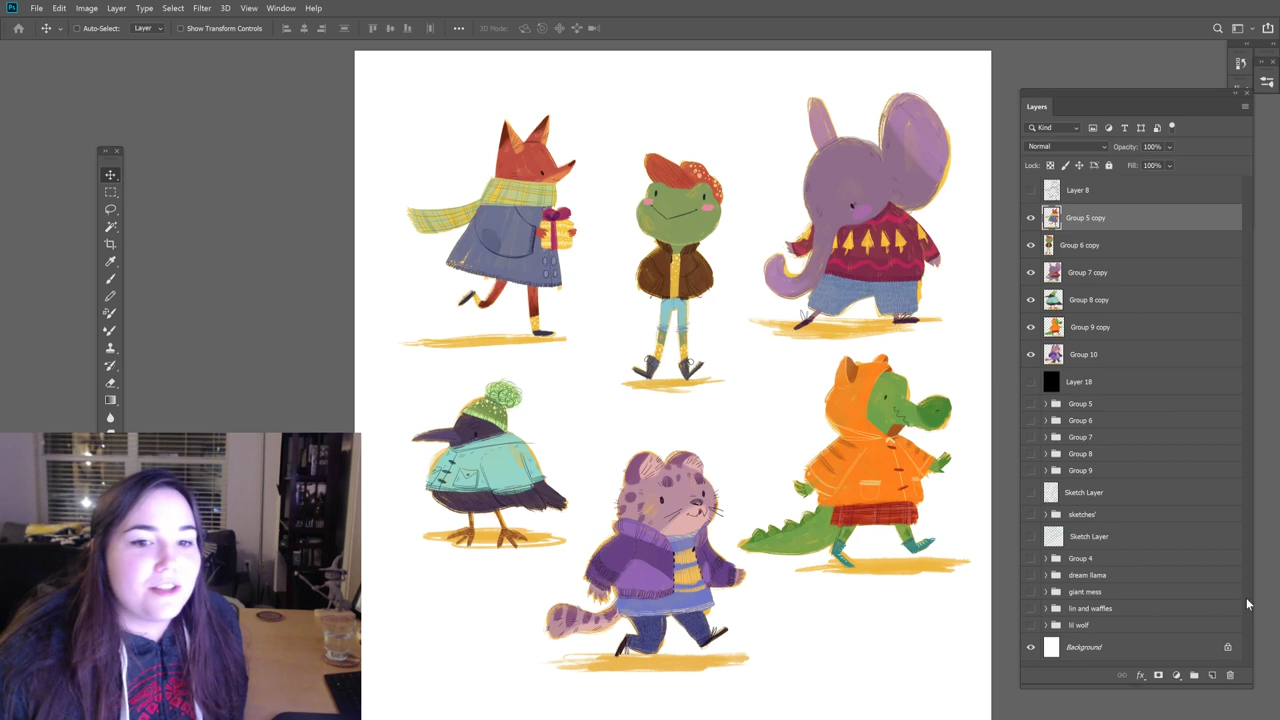 Ps File Edit Image Layer Type Select Filter 3D View Window Help
Auto-Select: Layer Show Transform Controls 3D Mode:
Layers
Kind
Normal Opacity: 100%
Lock: Fill: 100%
Layer 8
Group 5 copy
Group 6 copy
Group 7 copy
Group 8 copy
Group 9 copy
Group 10
Layer 18
Group 5
Group 6
Group 7
Group 8
Group 9
Sketch Layer
sketches'
Sketch Layer
Group 4
dream llama
giant mess
lin and waffles
lil wolf
Background
fx